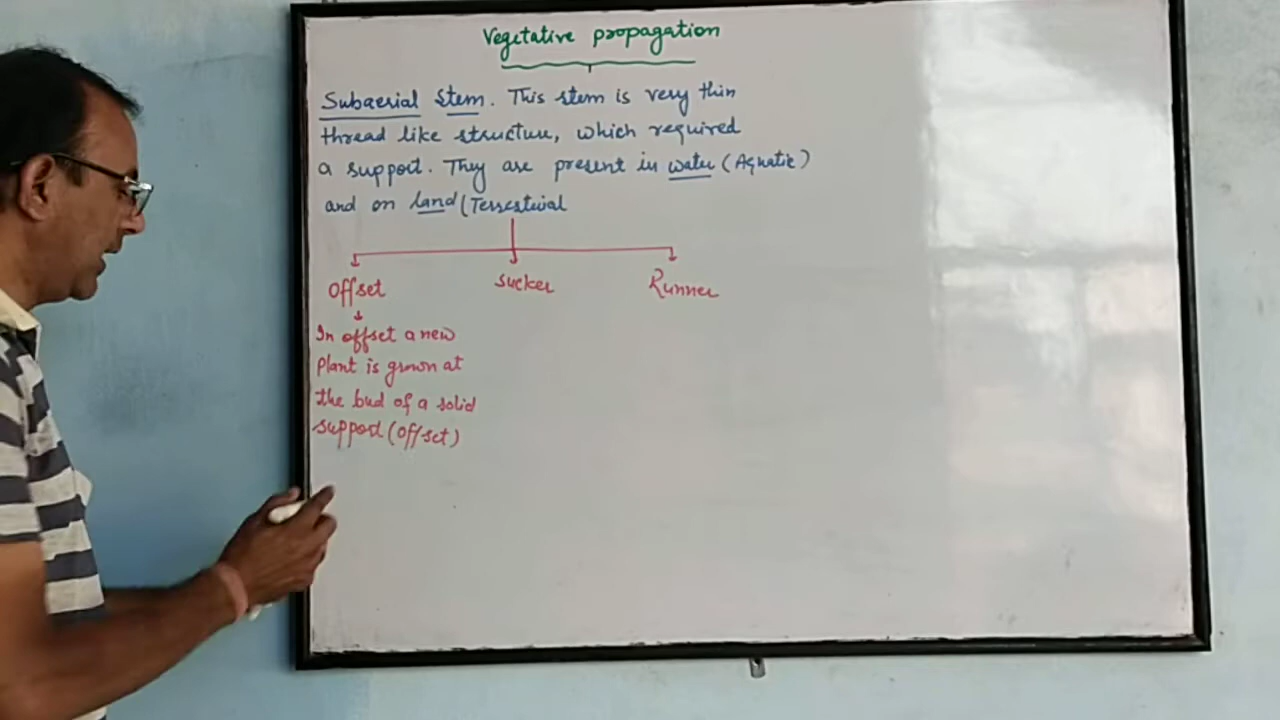 Vegetative propagation
Subaerial Stem. This stem is very thin
thread like structure, which required
a support. They are present in water (Aquatic)
and on land (Terrestrial
Offset Sucker Runner
In offset a new
Plant is grown at
the bud of a solid
support (offset)